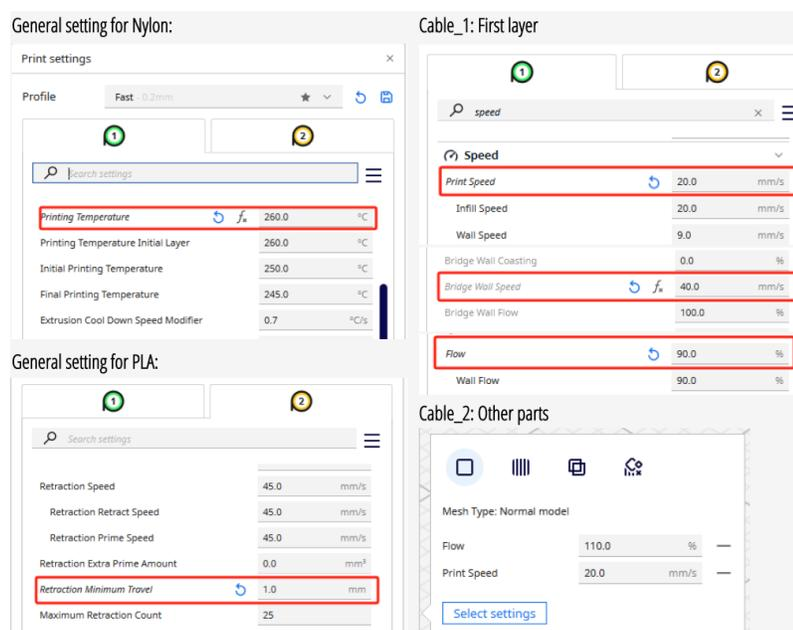 General setting for Nylon:
Print settings ×
Profile Fast - 0.2mm
1 2
Search settings
Printing Temperature fx 260.0 °C
Printing Temperature Initial Layer 260.0 °C
Initial Printing Temperature 250.0 °C
Final Printing Temperature 245.0 °C
Extrusion Cool Down Speed Modifier 0.7 °C/s
General setting for PLA:
1 2
Search settings
Retraction Speed 45.0 mm/s
Retraction Retract Speed 45.0 mm/s
Retraction Prime Speed 45.0 mm/s
Retraction Extra Prime Amount 0.0 mm³
Retraction Minimum Travel 1.0 mm
Maximum Retraction Count 25
Cable_1: First layer
1 2
speed ×
Speed
Print Speed 20.0 mm/s
Infill Speed 20.0 mm/s
Wall Speed 9.0 mm/s
Bridge Wall Coasting 0.0 %
Bridge Wall Speed fx 40.0 mm/s
Bridge Wall Flow 100.0 %
Flow 90.0 %
Wall Flow 90.0 %
Cable_2: Other parts
Mesh Type: Normal model
Flow 110.0 %
Print Speed 20.0 mm/s
Select settings